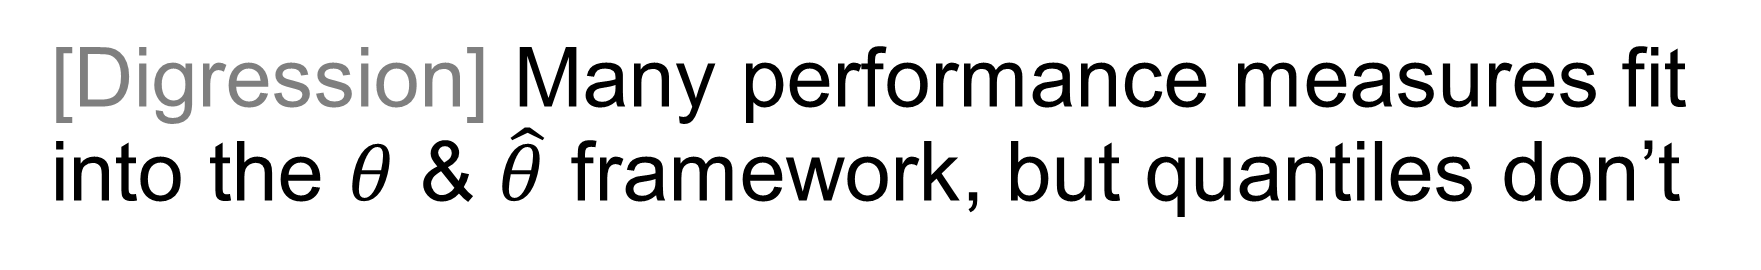 [Digression] Many performance measures fit
into the θ & θ̂ framework, but quantiles don’t